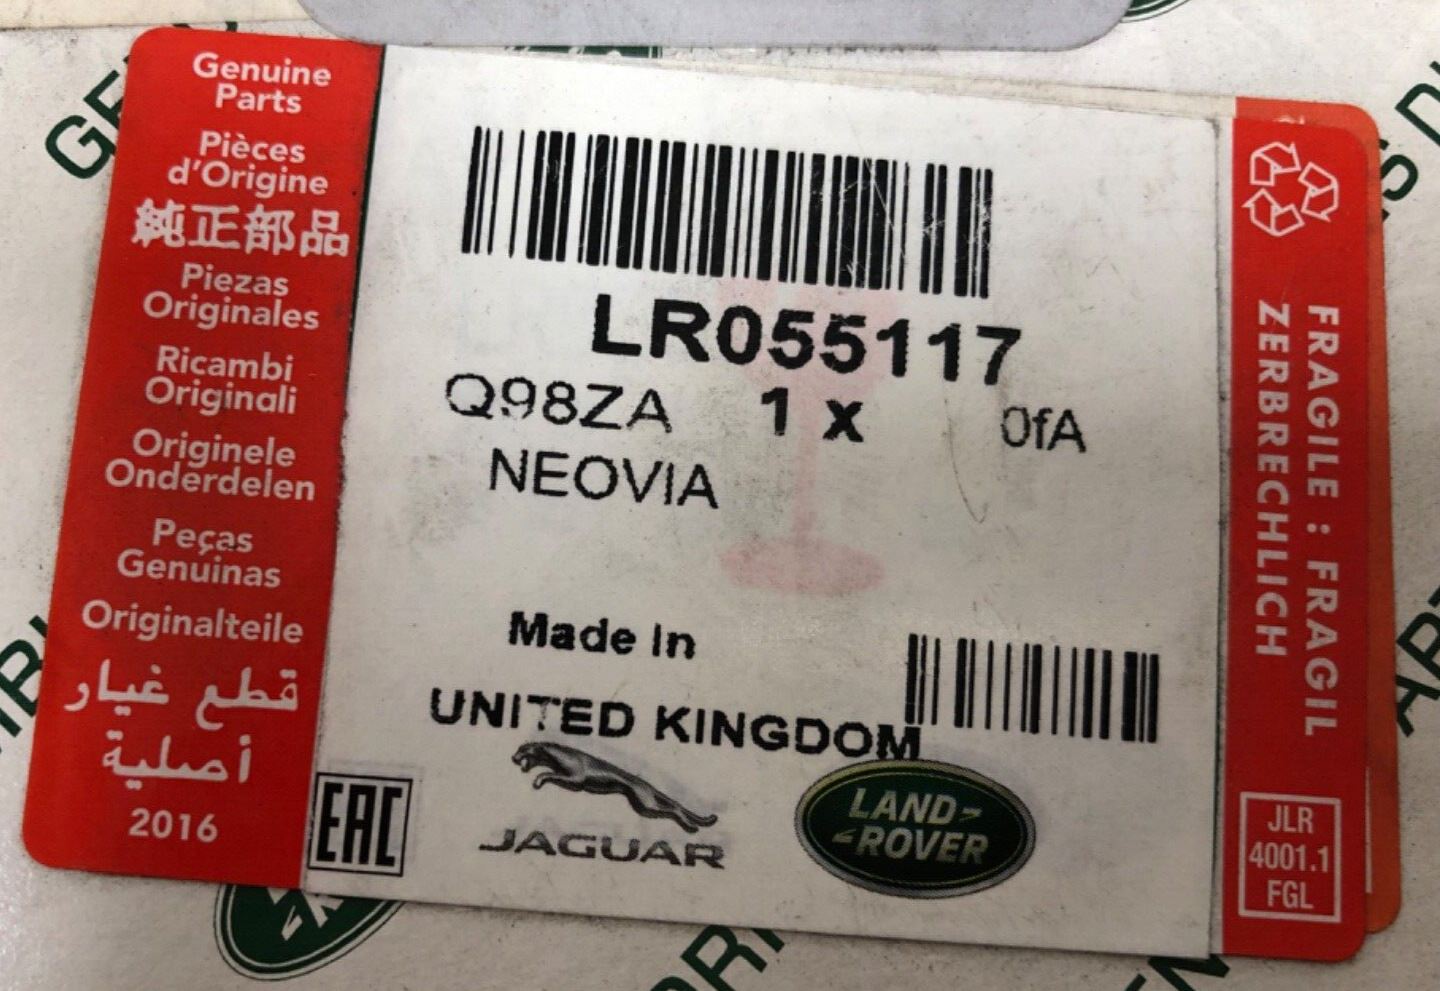 Genuine
Parts
Pièces
d'Origine
純正部品
Piezas
Originales
Ricambi
Originali
Originele
Onderdelen
Peças
Genuinas
Originalteile
قطع غيار
أصلية
2016
LR055117
Q98ZA 1 x 0fA
NEOVIA
Made In
UNITED KINGDOM
EAC
JAGUAR
LAND-
-ROVER
FRAGILE : FRAGIL
ZERBRECHLICH
JLR
4001.1
FGL